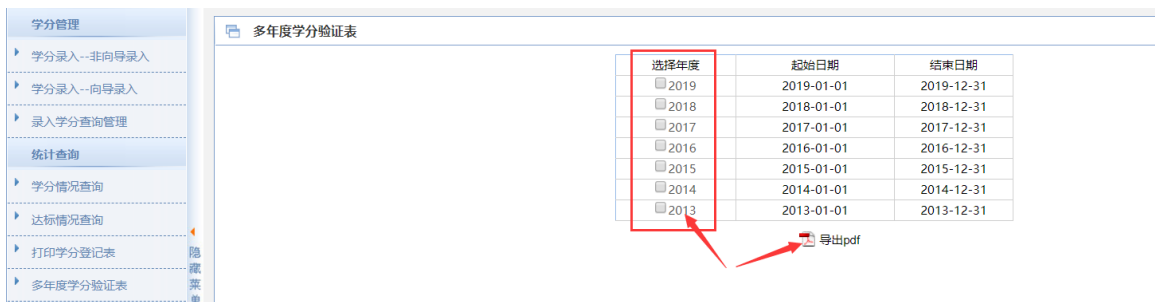 学分管理
学分录入--非向导录入
学分录入--向导录入
录入学分查询管理
统计查询
学分情况查询
达标情况查询
打印学分登记表
多年度学分验证表
隐藏菜单
多年度学分验证表
选择年度 起始日期 结束日期
2019 2019-01-01 2019-12-31
2018 2018-01-01 2018-12-31
2017 2017-01-01 2017-12-31
2016 2016-01-01 2016-12-31
2015 2015-01-01 2015-12-31
2014 2014-01-01 2014-12-31
2013 2013-01-01 2013-12-31
导出pdf